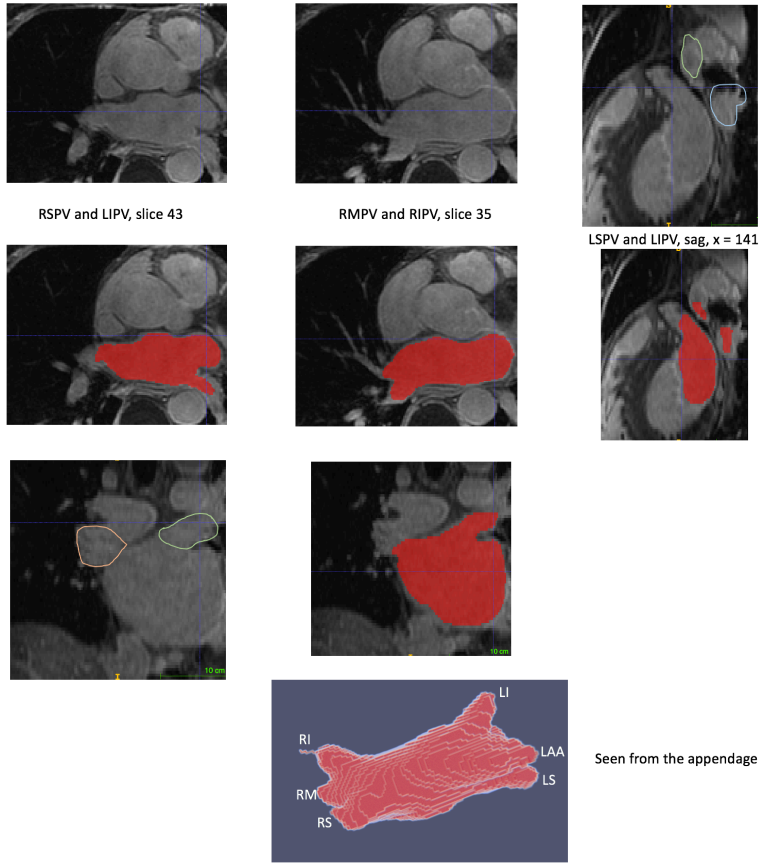 RSPV and LIPV, slice 43
RMPV and RIPV, slice 35
LSPV and LIPV, sag, x = 141
10 cm
10 cm
LI
RI
LAA
LS
RM
RS
Seen from the appendage